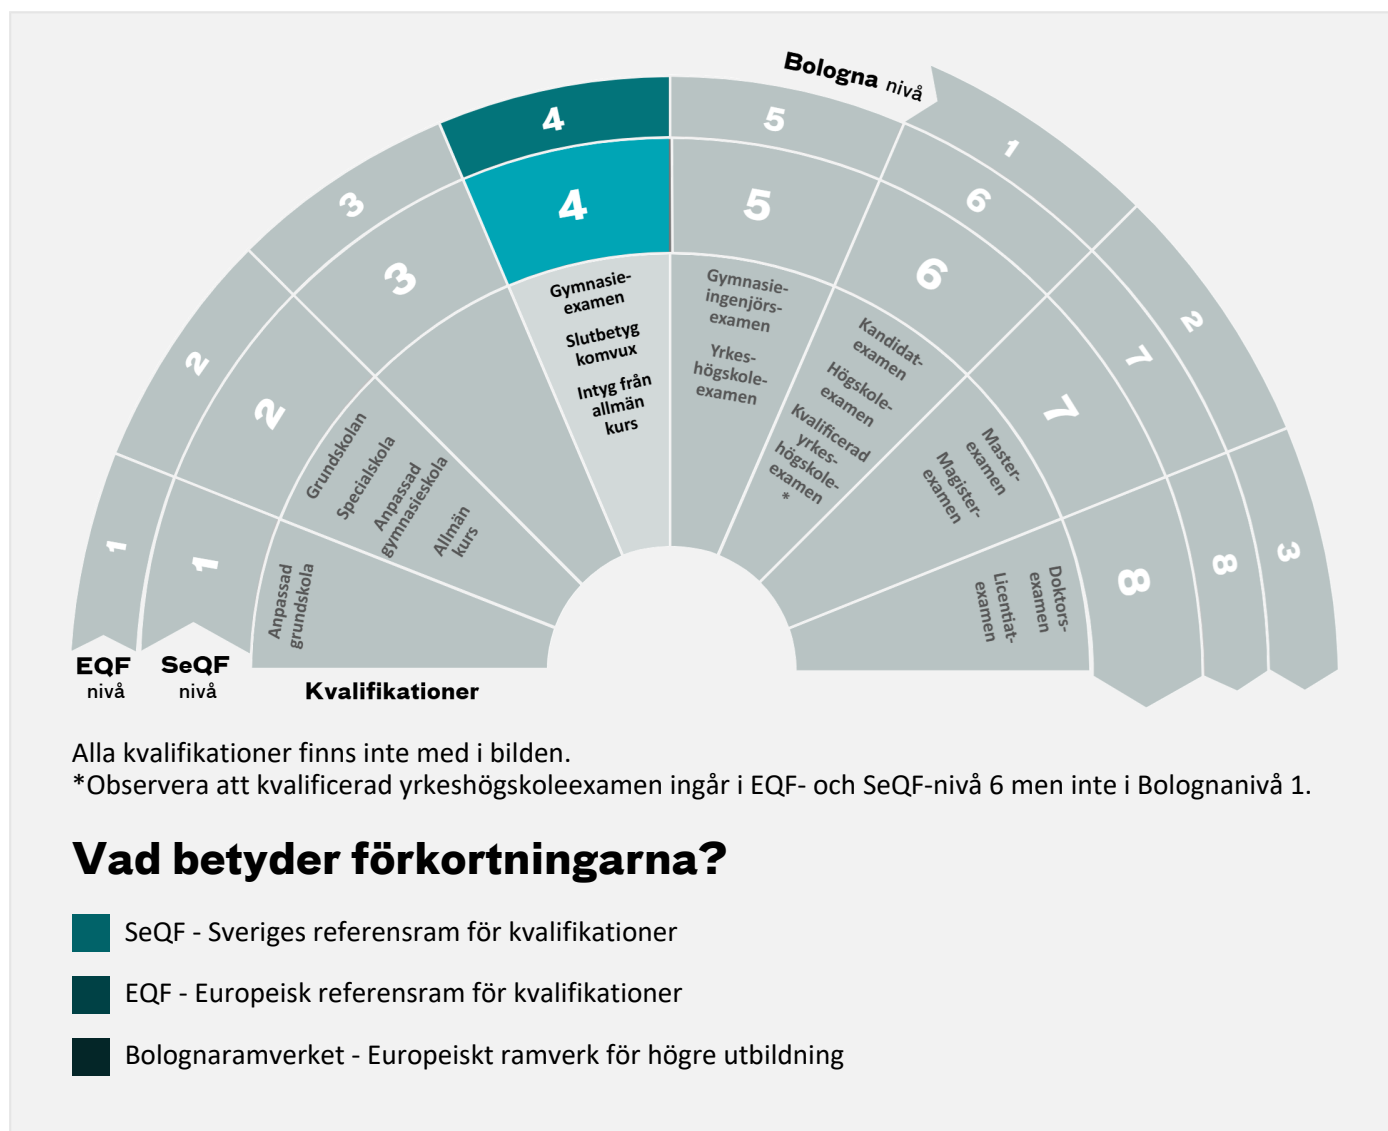 Bologna nivå
1
2
3
1
2
3
4
5
6
7
8
1
2
3
4
5
6
7
8
Anpassad
grundskola
Grundskolan
Specialskola
Anpassad
gymnasieskola
Allmän
kurs
Gymnasie-
examen
Slutbetyg
komvux
Intyg från
allmän
kurs
Gymnasie-
ingenjörs-
examen
Yrkes-
högskole-
examen
Kandidat-
examen
Högskole-
examen
Kvalificerad
yrkes-
högskole-
examen
*
Master-
examen
Magister-
examen
Doktors-
examen
Licentiat-
examen
EQF
nivå
SeQF
nivå
Kvalifikationer
Alla kvalifikationer finns inte med i bilden.
*Observera att kvalificerad yrkeshögskoleexamen ingår i EQF- och SeQF-nivå 6 men inte i Bolognanivå 1.
Vad betyder förkortningarna?
SeQF - Sveriges referensram för kvalifikationer
EQF - Europeisk referensram för kvalifikationer
Bolognaramverket - Europeiskt ramverk för högre utbildning